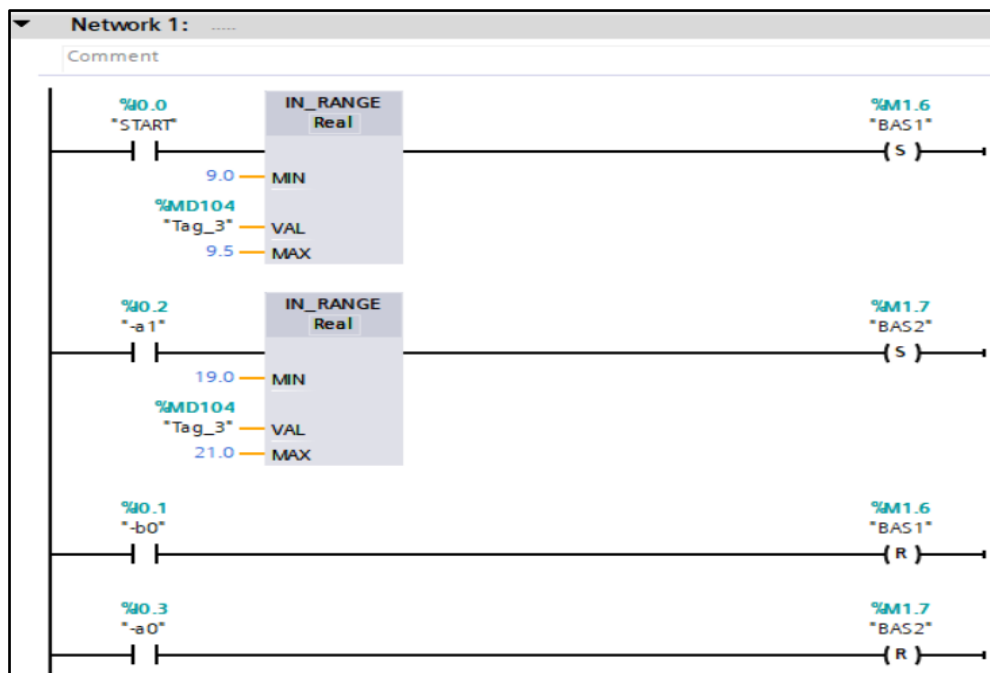 Network 1: .....
Comment
%I0.0
"START"
IN_RANGE
Real
%M1.6
"BAS1"
S
9.0 MIN
%MD104
"Tag_3" VAL
9.5 MAX
%I0.2
"-a1"
IN_RANGE
Real
%M1.7
"BAS2"
S
19.0 MIN
%MD104
"Tag_3" VAL
21.0 MAX
%I0.1
"-b0"
%M1.6
"BAS1"
R
%I0.3
"-a0"
%M1.7
"BAS2"
R